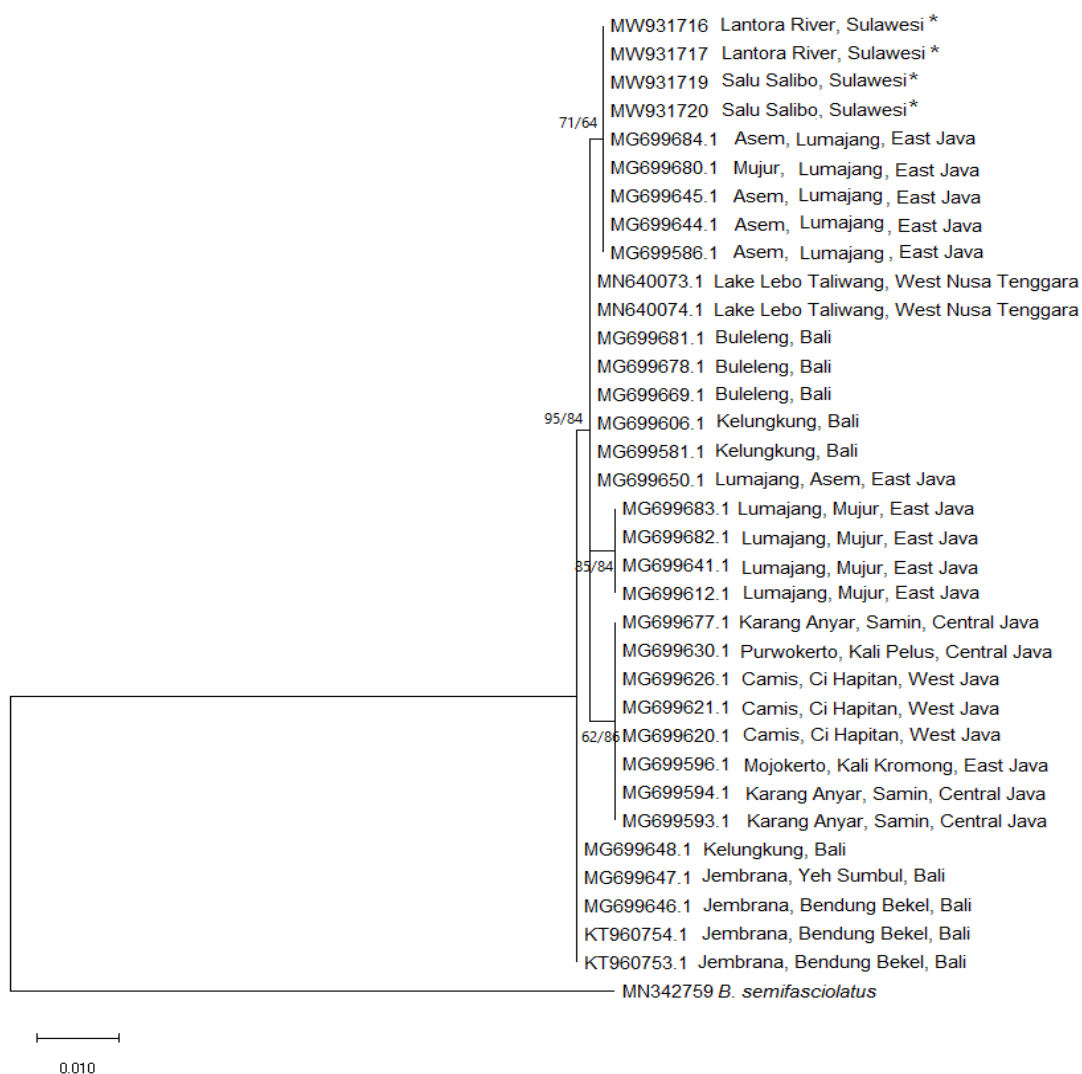 MW931716 Lantora River, Sulawesi *
MW931717 Lantora River, Sulawesi *
MW931719 Salu Salibo, Sulawesi*
MW931720 Salu Salibo, Sulawesi*
71/64
MG699684.1 Asem, Lumajang, East Java
MG699680.1 Mujur, Lumajang, East Java
MG699645.1 Asem, Lumajang, East Java
MG699644.1 Asem, Lumajang, East Java
MG699586.1 Asem, Lumajang, East Java
MN640073.1 Lake Lebo Taliwang, West Nusa Tenggara
MN640074.1 Lake Lebo Taliwang, West Nusa Tenggara
MG699681.1 Buleleng, Bali
MG699678.1 Buleleng, Bali
MG699669.1 Buleleng, Bali
95/84
MG699606.1 Kelungkung, Bali
MG699581.1 Kelungkung, Bali
MG699650.1 Lumajang, Asem, East Java
MG699683.1 Lumajang, Mujur, East Java
MG699682.1 Lumajang, Mujur, East Java
85/84
MG699641.1 Lumajang, Mujur, East Java
MG699612.1 Lumajang, Mujur, East Java
MG699677.1 Karang Anyar, Samin, Central Java
MG699630.1 Purwokerto, Kali Pelus, Central Java
MG699626.1 Camis, Ci Hapitan, West Java
MG699621.1 Camis, Ci Hapitan, West Java
62/86
MG699620.1 Camis, Ci Hapitan, West Java
MG699596.1 Mojokerto, Kali Kromong, East Java
MG699594.1 Karang Anyar, Samin, Central Java
MG699593.1 Karang Anyar, Samin, Central Java
MG699648.1 Kelungkung, Bali
MG699647.1 Jembrana, Yeh Sumbul, Bali
MG699646.1 Jembrana, Bendung Bekel, Bali
KT960754.1 Jembrana, Bendung Bekel, Bali
KT960753.1 Jembrana, Bendung Bekel, Bali
MN342759 B. semifasciolatus
0.010